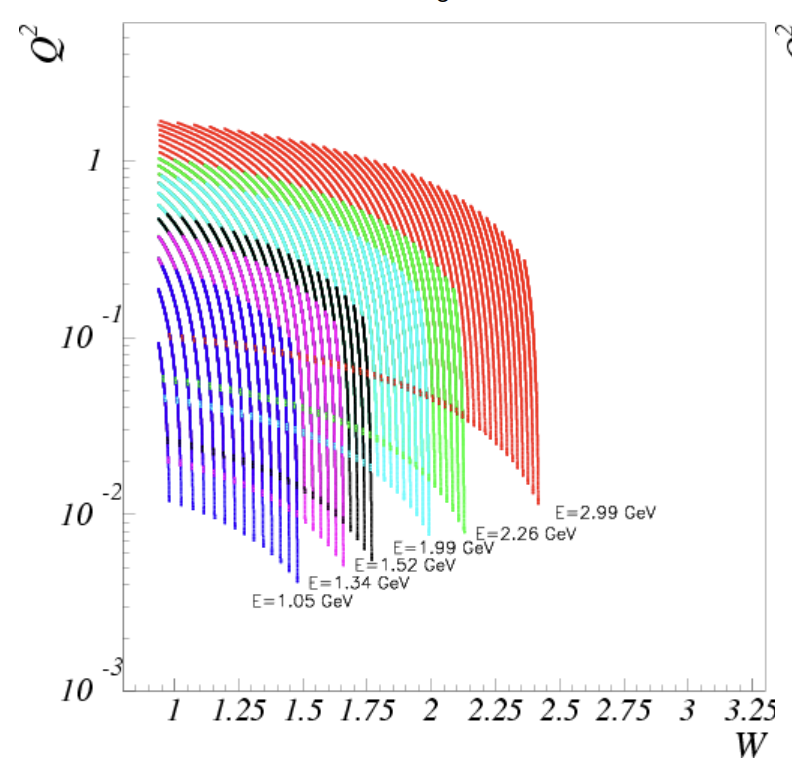 Q²
1
10⁻¹
10⁻²
10⁻³
E=2.99 GeV
E=2.26 GeV
E=1.99 GeV
E=1.52 GeV
E=1.34 GeV
E=1.05 GeV
1 1.25 1.5 1.75 2 2.25 2.5 2.75 3 3.25
W